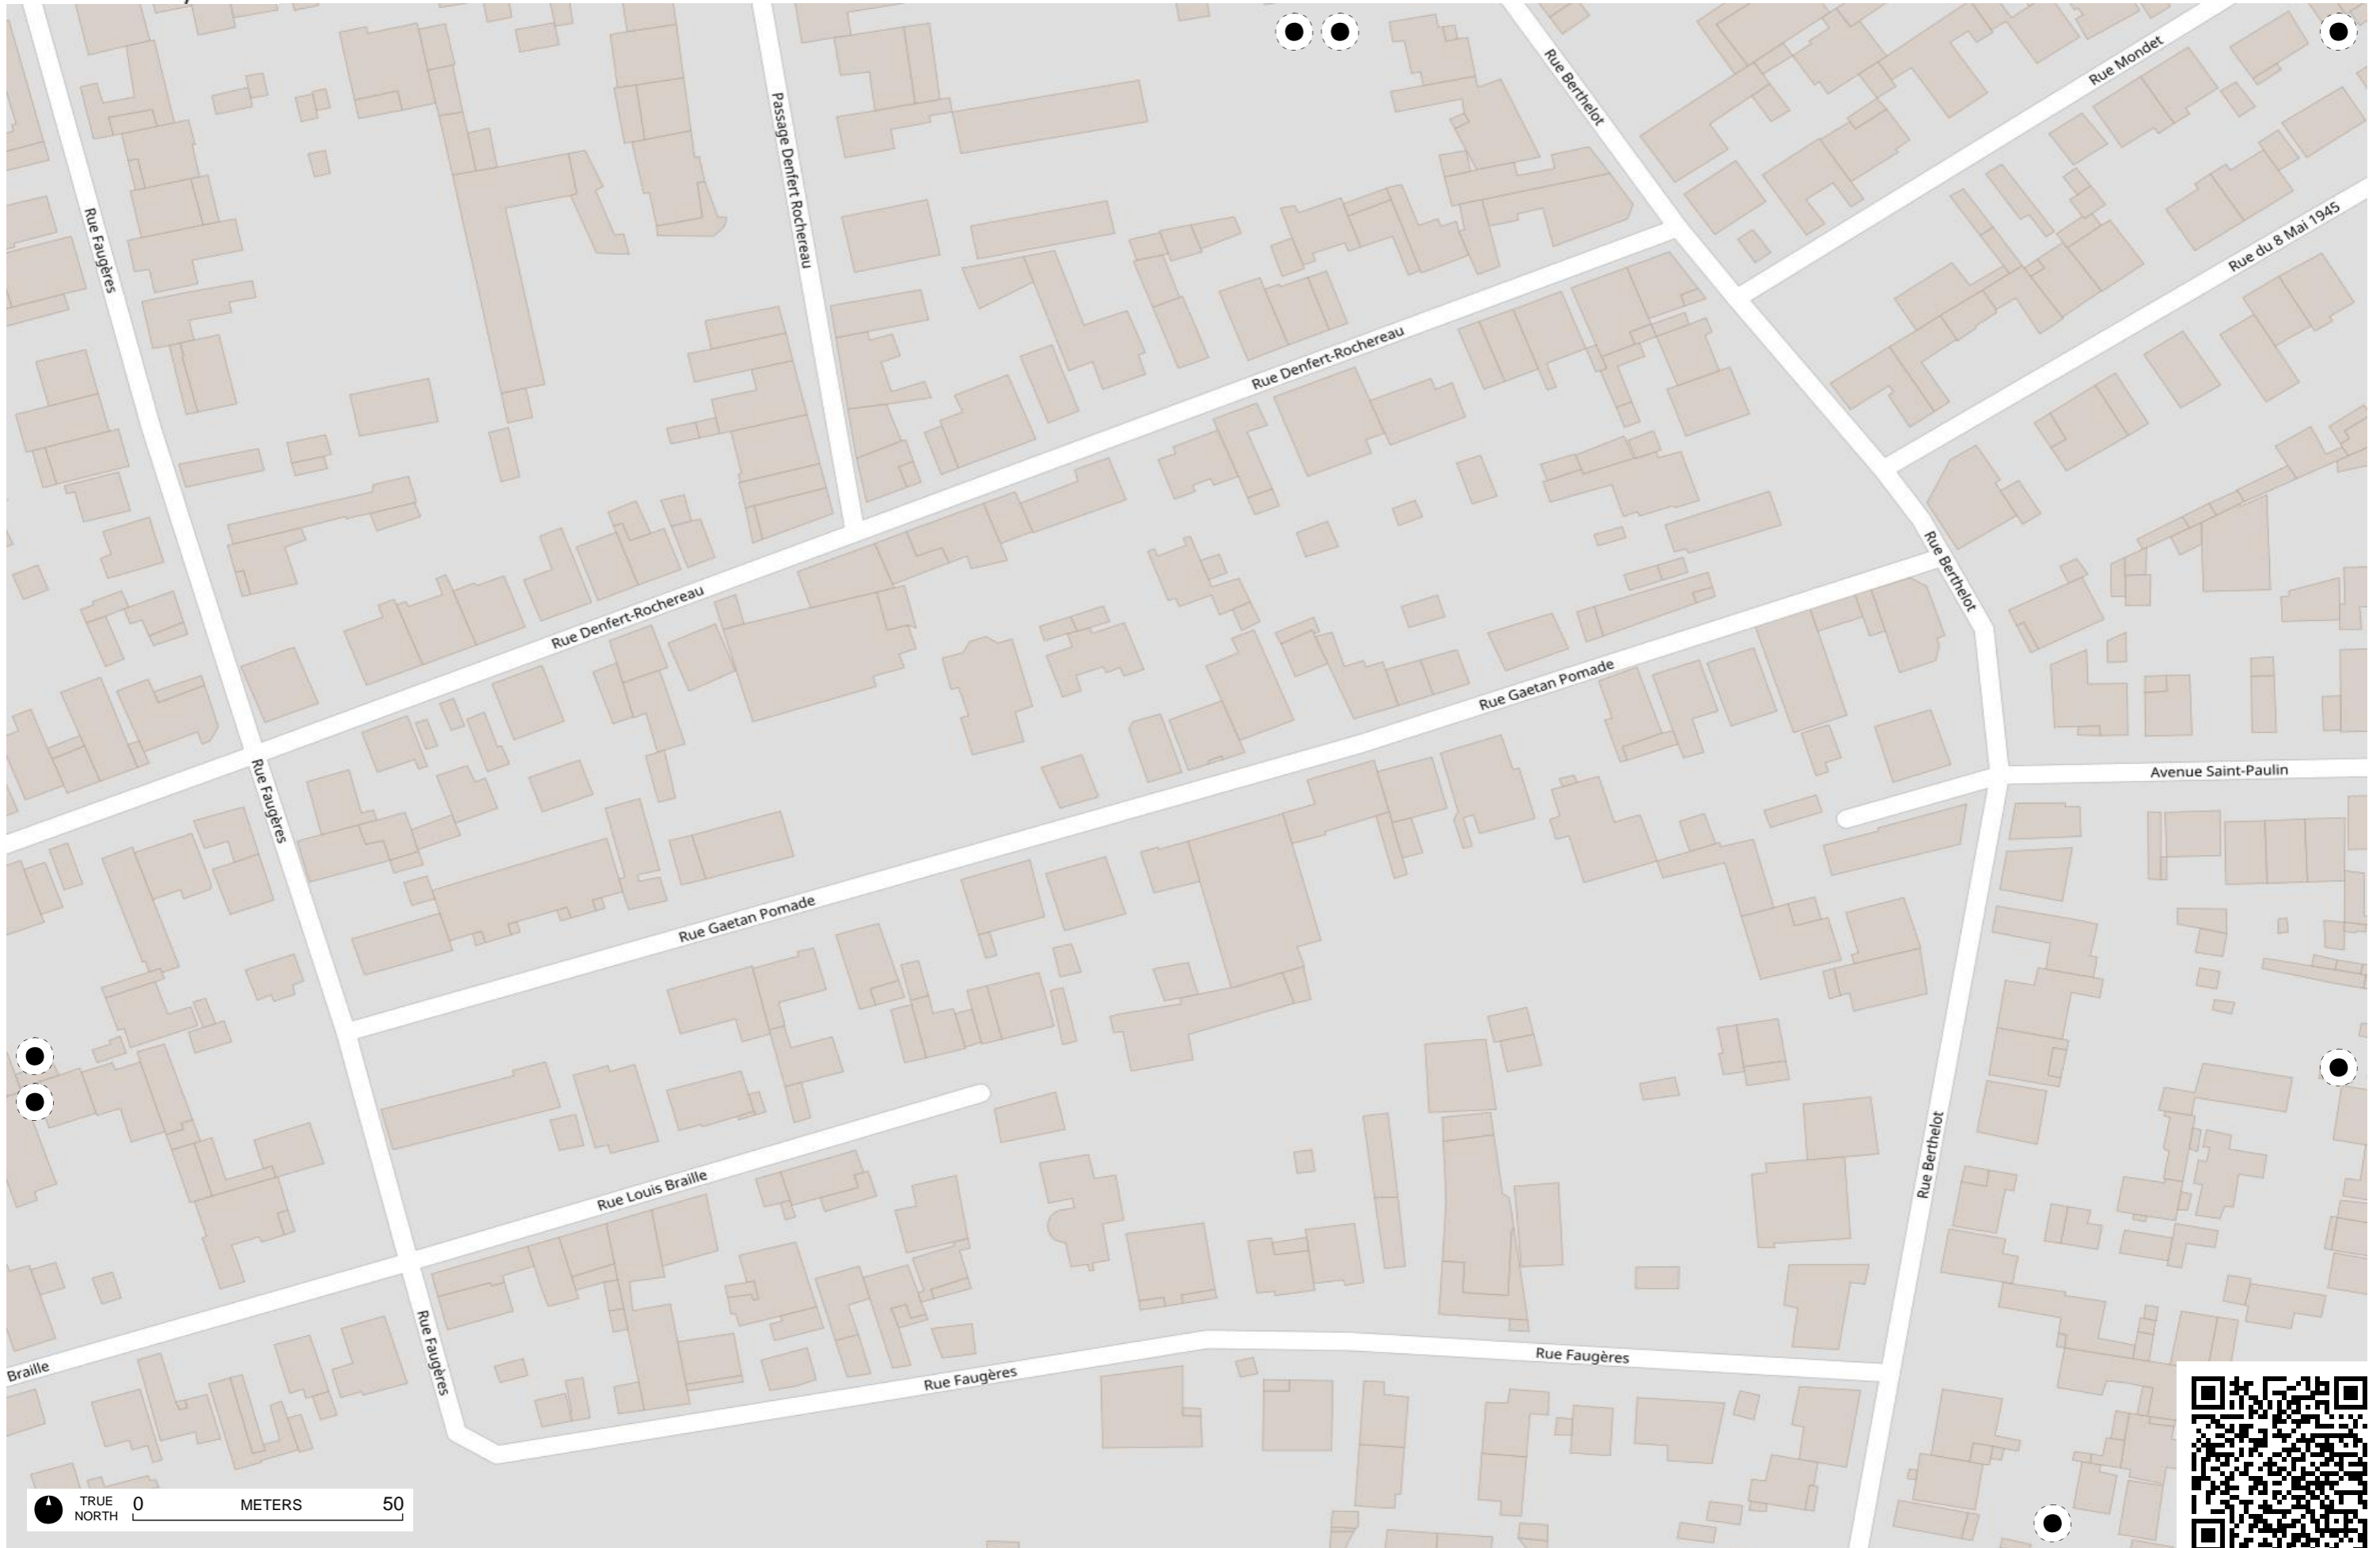 Rue Berthelot
Rue Mondet
Passage Denfert Rochereau
Rue Faugères
Rue du 8 Mai 1945
Rue Denfert-Rochereau
Rue Berthelot
Rue Denfert-Rochereau
Rue Gaetan Pomade
Rue Faugères
Avenue Saint-Paulin
Rue Gaetan Pomade
Rue Berthelot
Rue Louis Braille
Rue Faugères
Rue Faugères
Braille
Rue Faugères
TRUE NORTH
0 METERS 50